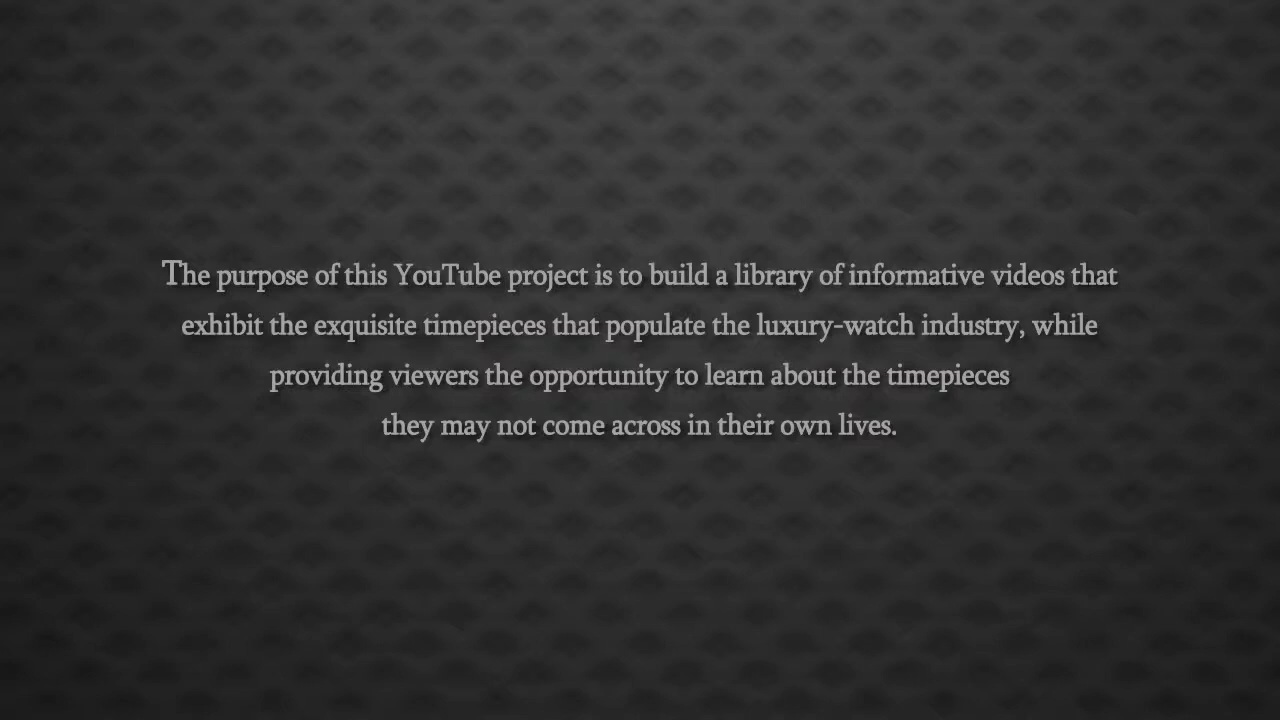 The purpose of this YouTube project is to build a library of informative videos that
exhibit the exquisite timepieces that populate the luxury-watch industry, while
providing viewers the opportunity to learn about the timepieces
they may not come across in their own lives.